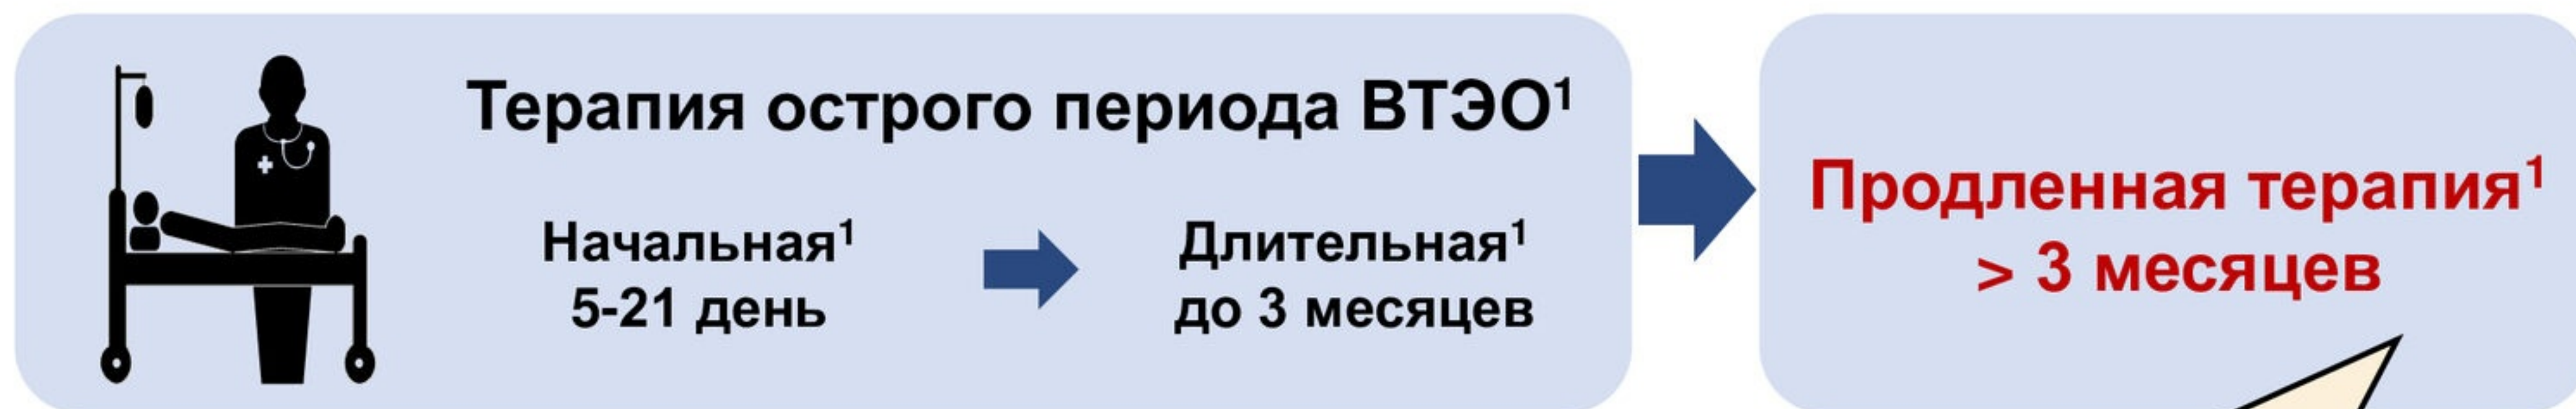 Терапия острого периода ВТЭО¹
Начальная¹
5-21 день
Длительная¹
до 3 месяцев
Продленная терапия¹
> 3 месяцев